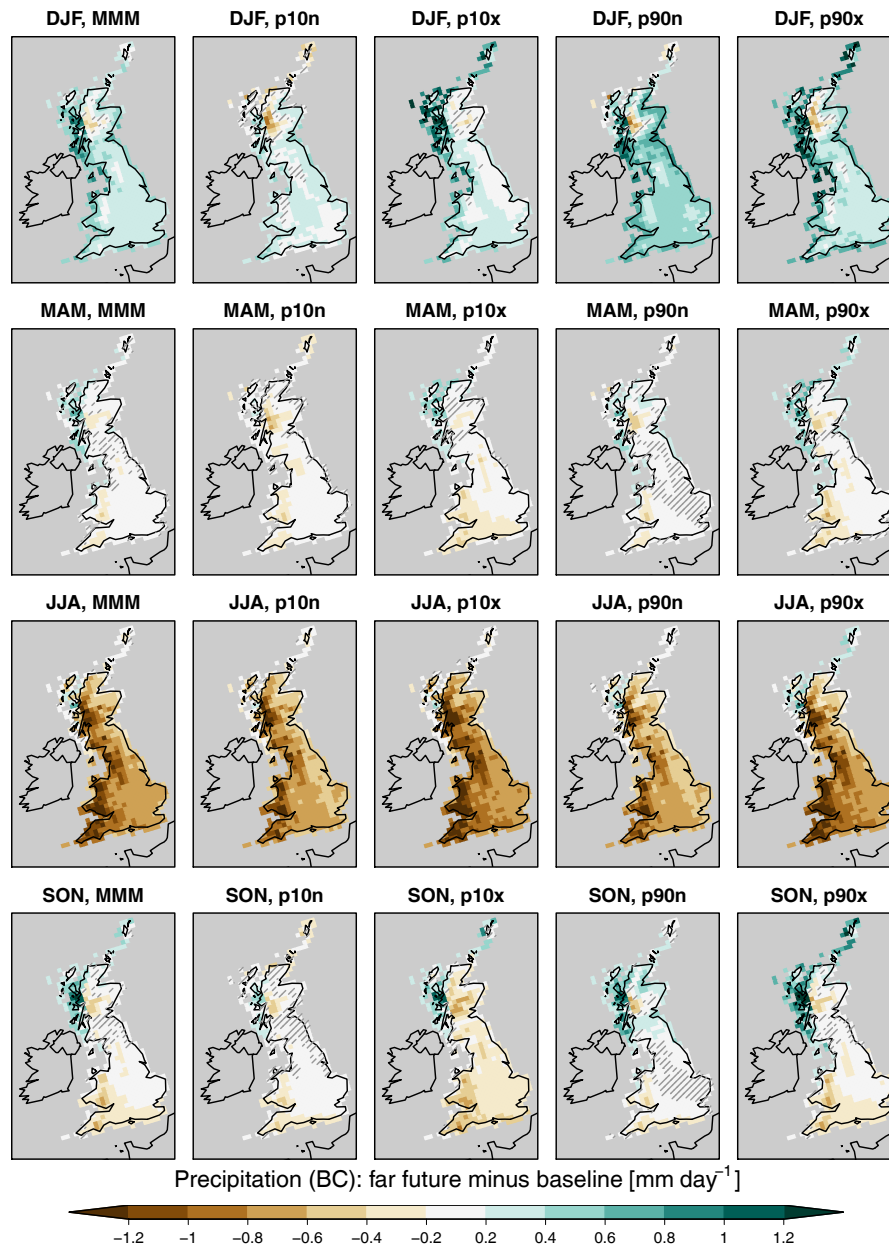 DJF, MMM DJF, p10n DJF, p10x DJF, p90n DJF, p90x
MAM, MMM MAM, p10n MAM, p10x MAM, p90n MAM, p90x
JJA, MMM JJA, p10n JJA, p10x JJA, p90n JJA, p90x
SON, MMM SON, p10n SON, p10x SON, p90n SON, p90x
Precipitation (BC): far future minus baseline [mm day⁻¹]
−1.2 −1 −0.8 −0.6 −0.4 −0.2 0.2 0.4 0.6 0.8 1 1.2